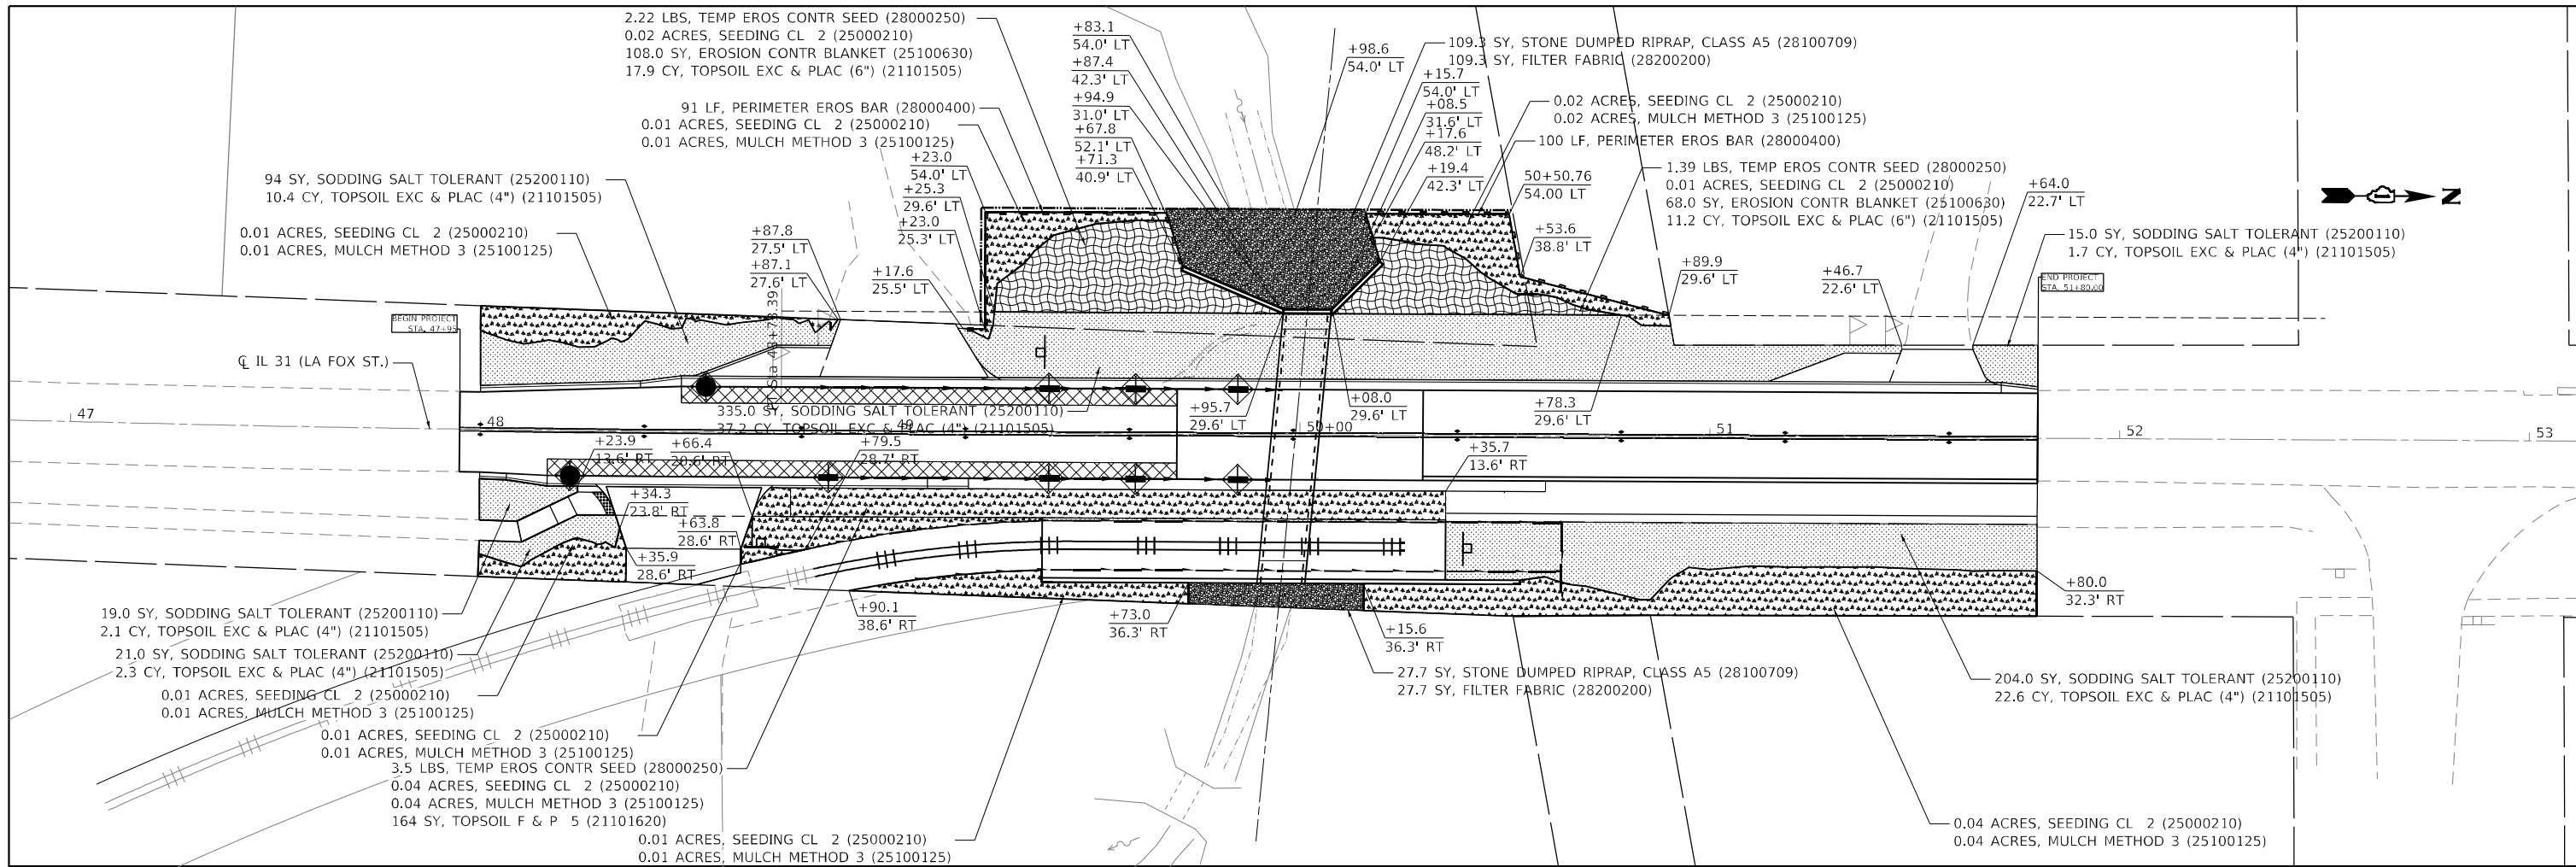 2.22 LBS, TEMP EROS CONTR SEED (28000250)
0.02 ACRES, SEEDING CL 2 (25000210)
108.0 SY, EROSION CONTR BLANKET (25100630)
17.9 CY, TOPSOIL EXC & PLAC (6") (21101505)
91 LF, PERIMETER EROS BAR (28000400)
0.01 ACRES, SEEDING CL 2 (25000210)
0.01 ACRES, MULCH METHOD 3 (25100125)
94 SY, SODDING SALT TOLERANT (25200110)
10.4 CY, TOPSOIL EXC & PLAC (4") (21101505)
0.01 ACRES, SEEDING CL 2 (25000210)
0.01 ACRES, MULCH METHOD 3 (25100125)
+83.1
54.0' LT
+87.4
42.3' LT
+94.9
31.0' LT
+67.8
52.1' LT
+71.3
40.9' LT
+23.0
54.0' LT
+25.3
29.6' LT
+23.0
25.3' LT
+87.8
27.5' LT
+87.1
27.6' LT
+17.6
25.5' LT
+98.6
54.0' LT
109.3 SY, STONE DUMPED RIPRAP, CLASS A5 (28100709)
109.3 SY, FILTER FABRIC (28200200)
+15.7
54.0' LT
+08.5
31.6' LT
+17.6
48.2' LT
+19.4
42.3' LT
0.02 ACRES, SEEDING CL 2 (25000210)
0.02 ACRES, MULCH METHOD 3 (25100125)
100 LF, PERIMETER EROS BAR (28000400)
50+50.76
54.00 LT
1.39 LBS, TEMP EROS CONTR SEED (28000250)
0.01 ACRES, SEEDING CL 2 (25000210)
68.0 SY, EROSION CONTR BLANKET (25100630)
11.2 CY, TOPSOIL EXC & PLAC (6") (21101505)
+53.6
38.8' LT
+89.9
29.6' LT
+46.7
22.6' LT
+64.0
22.7' LT
N
15.0 SY, SODDING SALT TOLERANT (25200110)
1.7 CY, TOPSOIL EXC & PLAC (4") (21101505)
END PROJECT
STA. 51+80.00
BEGIN PROJECT
STA. 47+95
PT Sta 48+73.39
℄ IL 31 (LA FOX ST.)
335.0 SY, SODDING SALT TOLERANT (25200110)
37.2 CY, TOPSOIL EXC & PLAC (4") (21101505)
+95.7
29.6' LT
+08.0
29.6' LT
+78.3
29.6' LT
47
48
49
50+00
51
52
53
+23.9
13.6' RT
+66.4
20.6' RT
+79.5
28.7' RT
+35.7
13.6' RT
+34.3
23.8' RT
+63.8
28.6' RT
+35.9
28.6' RT
+90.1
38.6' RT
+73.0
36.3' RT
+15.6
36.3' RT
+80.0
32.3' RT
19.0 SY, SODDING SALT TOLERANT (25200110)
2.1 CY, TOPSOIL EXC & PLAC (4") (21101505)
21.0 SY, SODDING SALT TOLERANT (25200110)
2.3 CY, TOPSOIL EXC & PLAC (4") (21101505)
0.01 ACRES, SEEDING CL 2 (25000210)
0.01 ACRES, MULCH METHOD 3 (25100125)
0.01 ACRES, SEEDING CL 2 (25000210)
0.01 ACRES, MULCH METHOD 3 (25100125)
3.5 LBS, TEMP EROS CONTR SEED (28000250)
0.04 ACRES, SEEDING CL 2 (25000210)
0.04 ACRES, MULCH METHOD 3 (25100125)
164 SY, TOPSOIL F & P 5 (21101620)
0.01 ACRES, SEEDING CL 2 (25000210)
0.01 ACRES, MULCH METHOD 3 (25100125)
27.7 SY, STONE DUMPED RIPRAP, CLASS A5 (28100709)
27.7 SY, FILTER FABRIC (28200200)
204.0 SY, SODDING SALT TOLERANT (25200110)
22.6 CY, TOPSOIL EXC & PLAC (4") (21101505)
0.04 ACRES, SEEDING CL 2 (25000210)
0.04 ACRES, MULCH METHOD 3 (25100125)